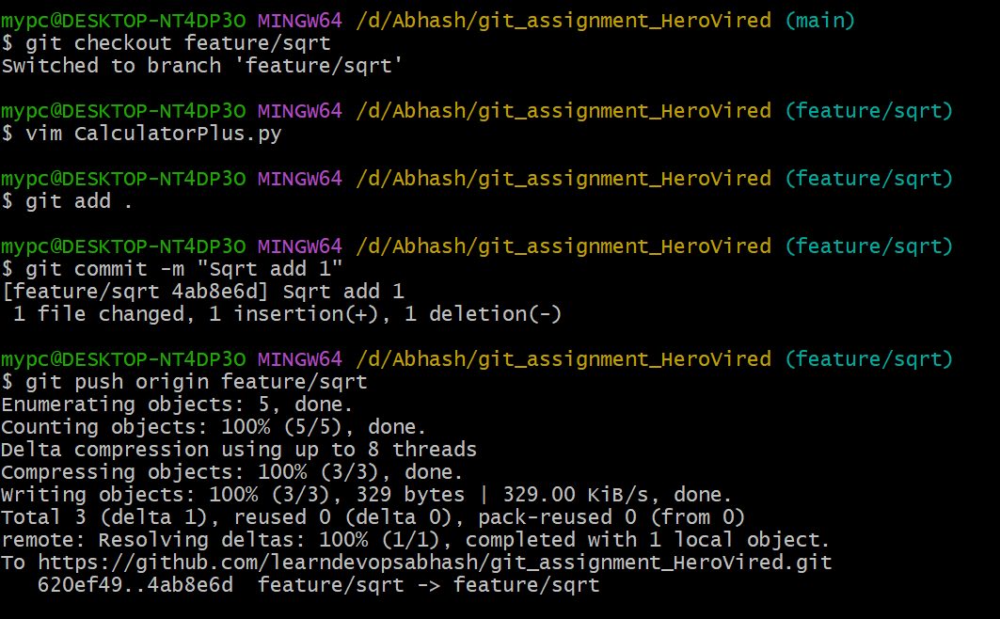 mypc@DESKTOP-NT4DP3O MINGW64 /d/Abhash/git_assignment_HeroVired (main)
$ git checkout feature/sqrt
Switched to branch 'feature/sqrt'
mypc@DESKTOP-NT4DP3O MINGW64 /d/Abhash/git_assignment_HeroVired (feature/sqrt)
$ vim CalculatorPlus.py
mypc@DESKTOP-NT4DP3O MINGW64 /d/Abhash/git_assignment_HeroVired (feature/sqrt)
$ git add .
mypc@DESKTOP-NT4DP3O MINGW64 /d/Abhash/git_assignment_HeroVired (feature/sqrt)
$ git commit -m "Sqrt add 1"
[feature/sqrt 4ab8e6d] Sqrt add 1
 1 file changed, 1 insertion(+), 1 deletion(-)
mypc@DESKTOP-NT4DP3O MINGW64 /d/Abhash/git_assignment_HeroVired (feature/sqrt)
$ git push origin feature/sqrt
Enumerating objects: 5, done.
Counting objects: 100% (5/5), done.
Delta compression using up to 8 threads
Compressing objects: 100% (3/3), done.
Writing objects: 100% (3/3), 329 bytes | 329.00 KiB/s, done.
Total 3 (delta 1), reused 0 (delta 0), pack-reused 0 (from 0)
remote: Resolving deltas: 100% (1/1), completed with 1 local object.
To https://github.com/learndevopsabhash/git_assignment_HeroVired.git
   620ef49..4ab8e6d  feature/sqrt -> feature/sqrt